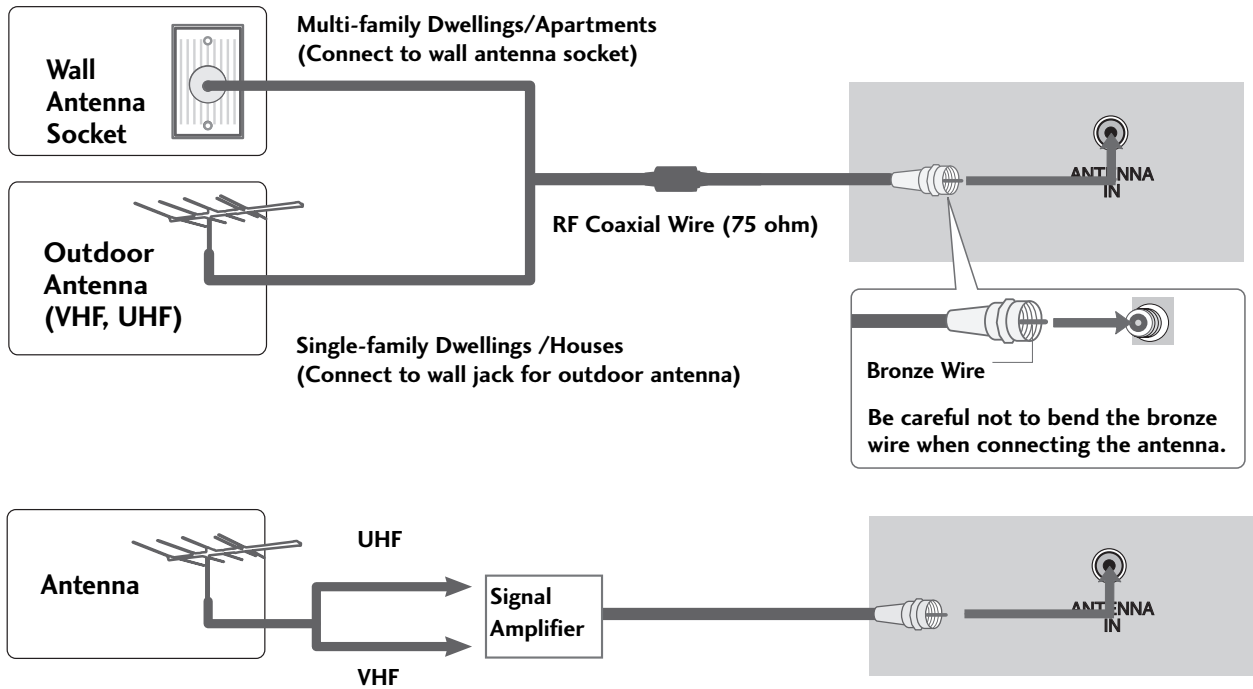 Multi-family Dwellings/Apartments
(Connect to wall antenna socket)
Wall
Antenna
Socket
ANTENNA
IN
RF Coaxial Wire (75 ohm)
Outdoor
Antenna
(VHF, UHF)
Single-family Dwellings /Houses
(Connect to wall jack for outdoor antenna)
Bronze Wire
Be careful not to bend the bronze
wire when connecting the antenna.
Antenna
UHF
VHF
Signal
Amplifier
ANTENNA
IN